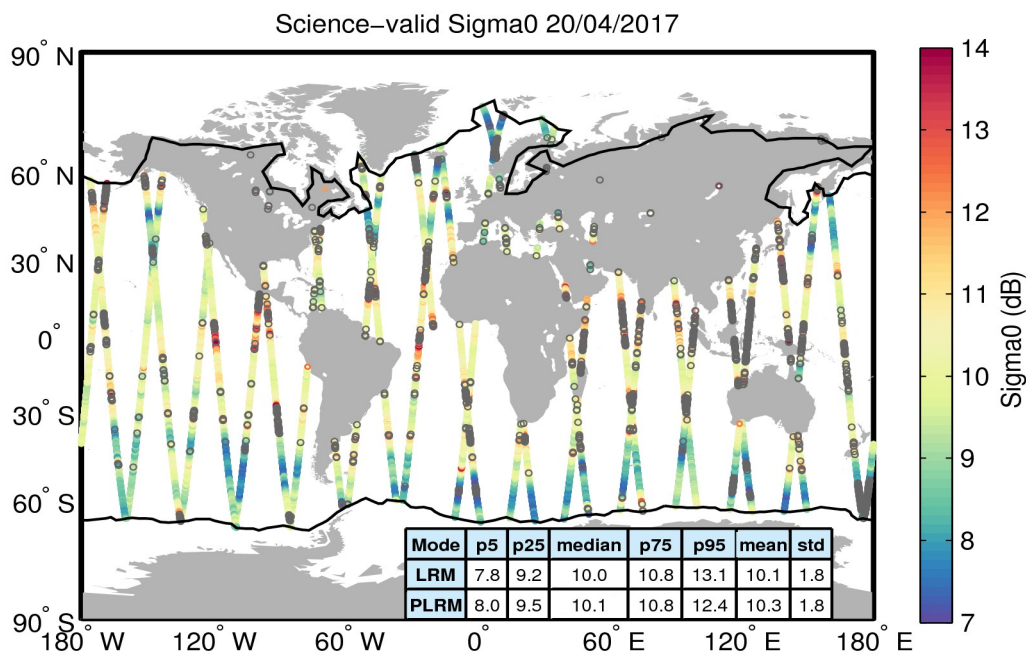 Science−valid Sigma0 20/04/2017
90° N
60° N
30° N
0°
30° S
60° S
90° S
180° W
120° W
60° W
0°
60° E
120° E
180° E
14
13
12
11
10
9
8
7
Sigma0 (dB)
Mode p5 p25 median p75 p95 mean std
LRM 7.8 9.2 10.0 10.8 13.1 10.1 1.8
PLRM 8.0 9.5 10.1 10.8 12.4 10.3 1.8